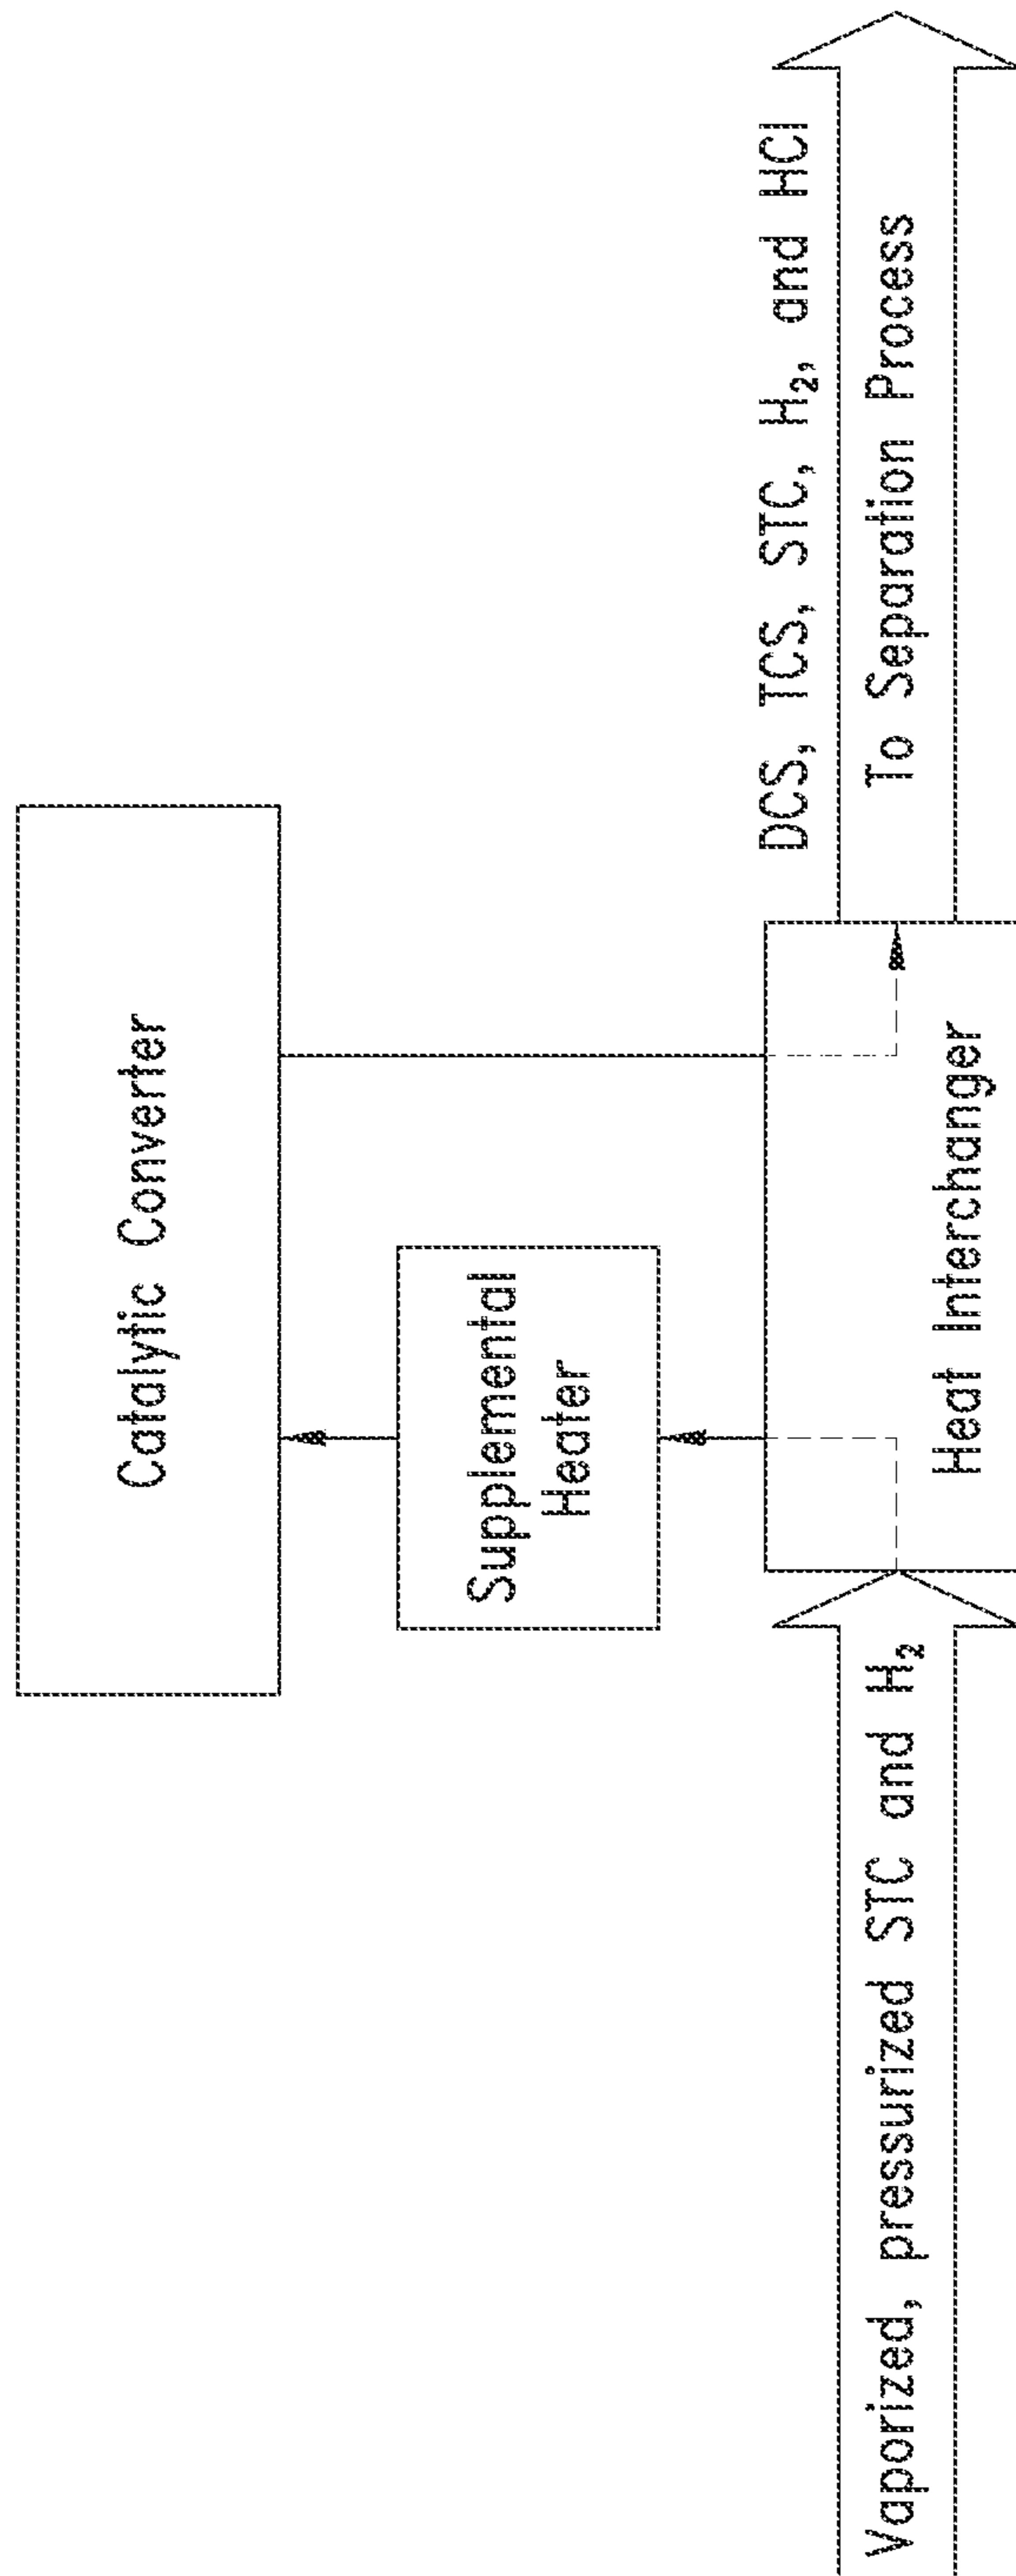 Catalytic Converter
Supplemental
Heater
Vaporized, pressurized STC and H₂
Heat Interchanger
DCS, TCS, STC, H₂, and HCl
To Separation Process